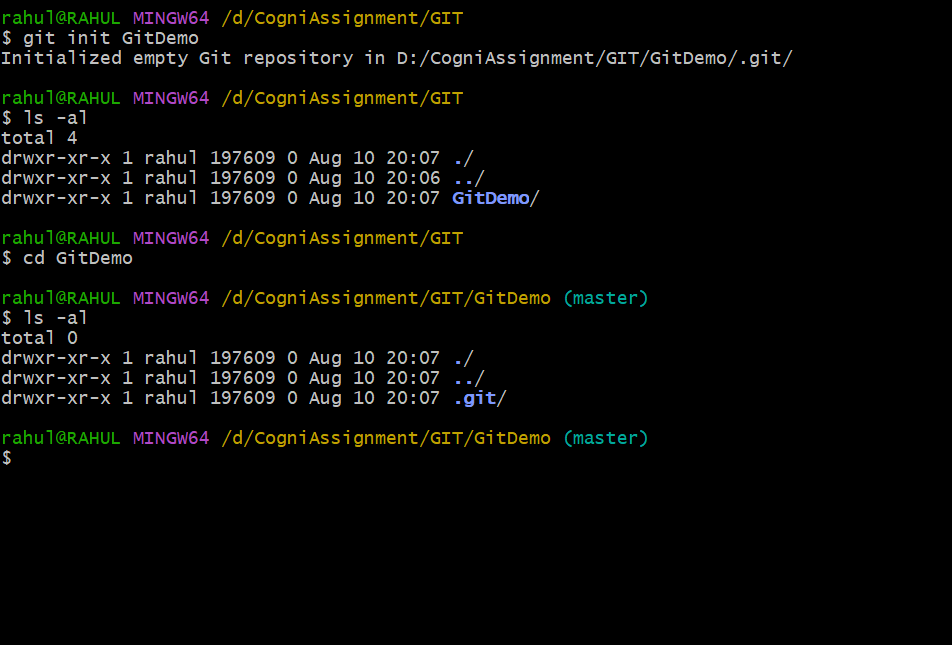 rahul@RAHUL MINGW64 /d/CogniAssignment/GIT
$ git init GitDemo
Initialized empty Git repository in D:/CogniAssignment/GIT/GitDemo/.git/
rahul@RAHUL MINGW64 /d/CogniAssignment/GIT
$ ls -al
total 4
drwxr-xr-x 1 rahul 197609 0 Aug 10 20:07 ./
drwxr-xr-x 1 rahul 197609 0 Aug 10 20:06 ../
drwxr-xr-x 1 rahul 197609 0 Aug 10 20:07 GitDemo/
rahul@RAHUL MINGW64 /d/CogniAssignment/GIT
$ cd GitDemo
rahul@RAHUL MINGW64 /d/CogniAssignment/GIT/GitDemo (master)
$ ls -al
total 0
drwxr-xr-x 1 rahul 197609 0 Aug 10 20:07 ./
drwxr-xr-x 1 rahul 197609 0 Aug 10 20:07 ../
drwxr-xr-x 1 rahul 197609 0 Aug 10 20:07 .git/
rahul@RAHUL MINGW64 /d/CogniAssignment/GIT/GitDemo (master)
$